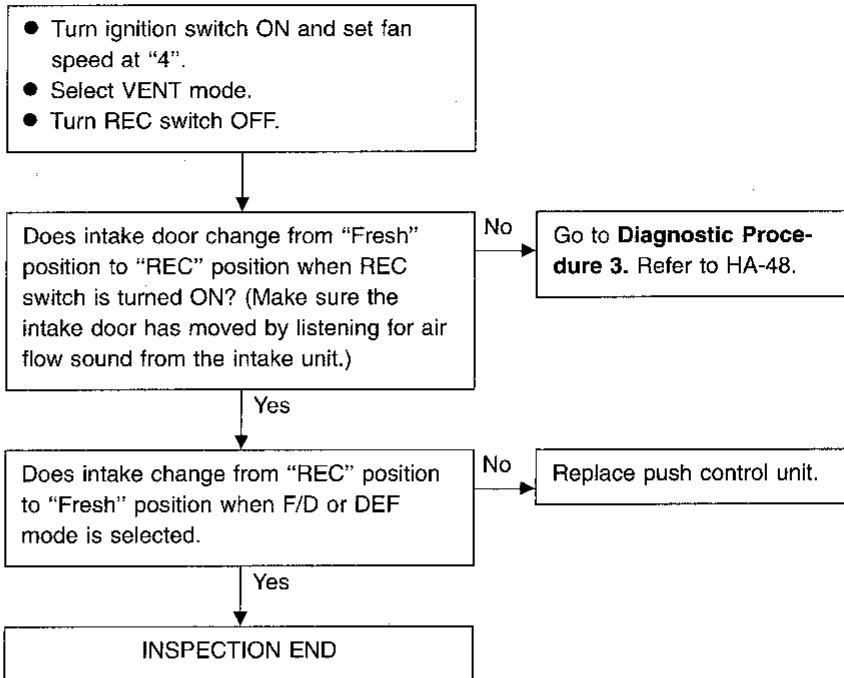 ● Turn ignition switch ON and set fan
speed at “4”.
● Select VENT mode.
● Turn REC switch OFF.
Does intake door change from “Fresh”
position to “REC” position when REC
switch is turned ON? (Make sure the
intake door has moved by listening for air
flow sound from the intake unit.)
No
Go to Diagnostic Proce-
dure 3. Refer to HA-48.
Yes
Does intake change from “REC” position
to “Fresh” position when F/D or DEF
mode is selected.
No
Replace push control unit.
Yes
INSPECTION END